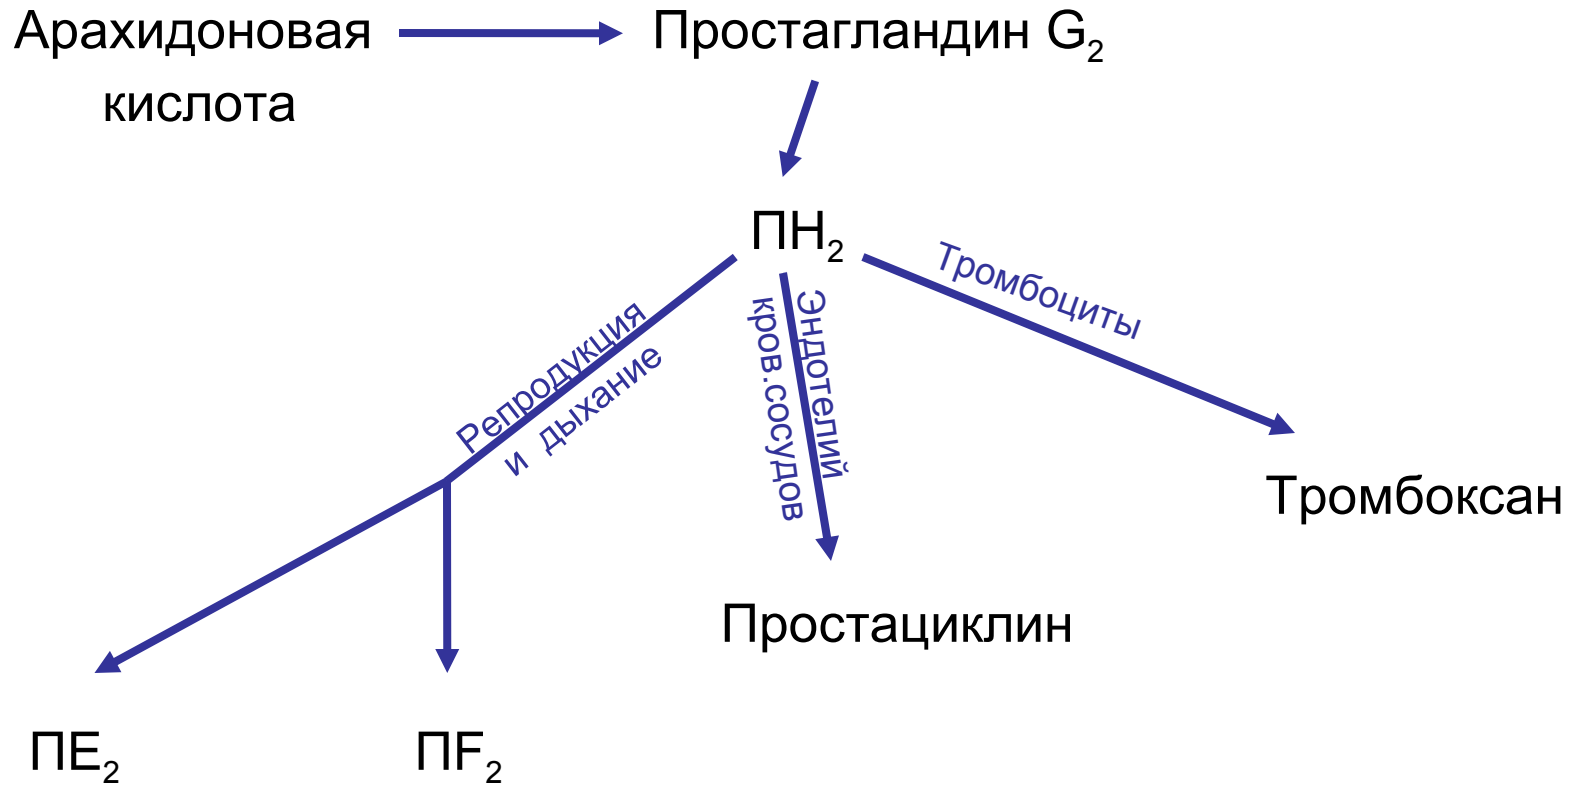 Арахидоновая
кислота
Простагландин G₂
ПН₂
Тромбоциты
Эндотелий
кров.сосудов
Репродукция
и дыхание
Тромбоксан
Простациклин
ПЕ₂
ПF₂